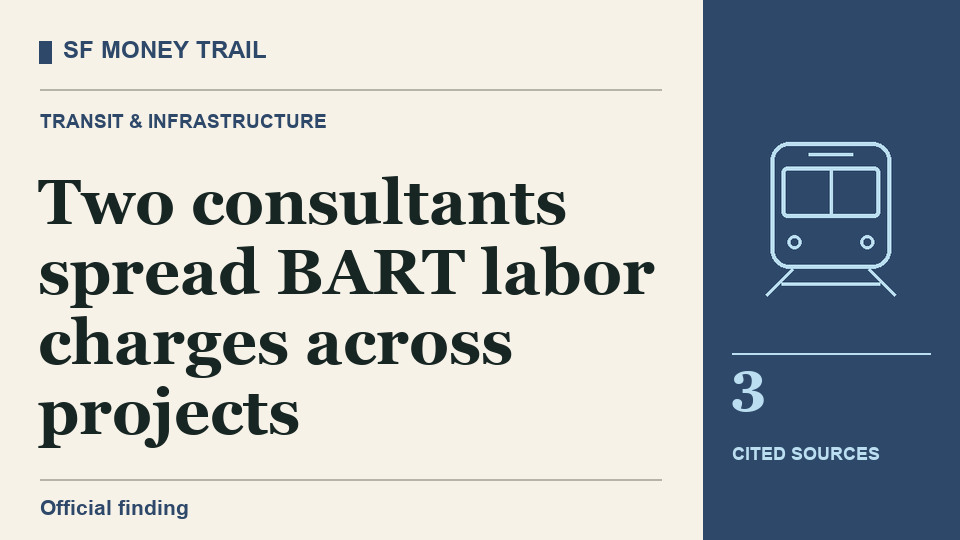 SF MONEY TRAIL
TRANSIT & INFRASTRUCTURE
Two consultants
spread BART labor
charges across
projects
Official finding
3
CITED SOURCES